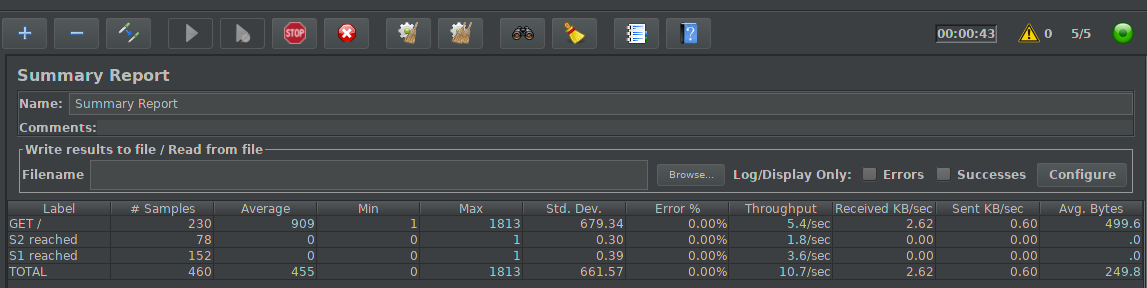 STOP
00:00:43 0 5/5
Summary Report
Name: Summary Report
Comments:
Write results to file / Read from file
Filename Browse... Log/Display Only: Errors Successes Configure
Label # Samples Average Min Max Std. Dev. Error % Throughput Received KB/sec Sent KB/sec Avg. Bytes
GET / 230 909 1 1813 679.34 0.00% 5.4/sec 2.62 0.60 499.6
S2 reached 78 0 0 1 0.30 0.00% 1.8/sec 0.00 0.00 .0
S1 reached 152 0 0 1 0.39 0.00% 3.6/sec 0.00 0.00 .0
TOTAL 460 455 0 1813 661.57 0.00% 10.7/sec 2.62 0.60 249.8